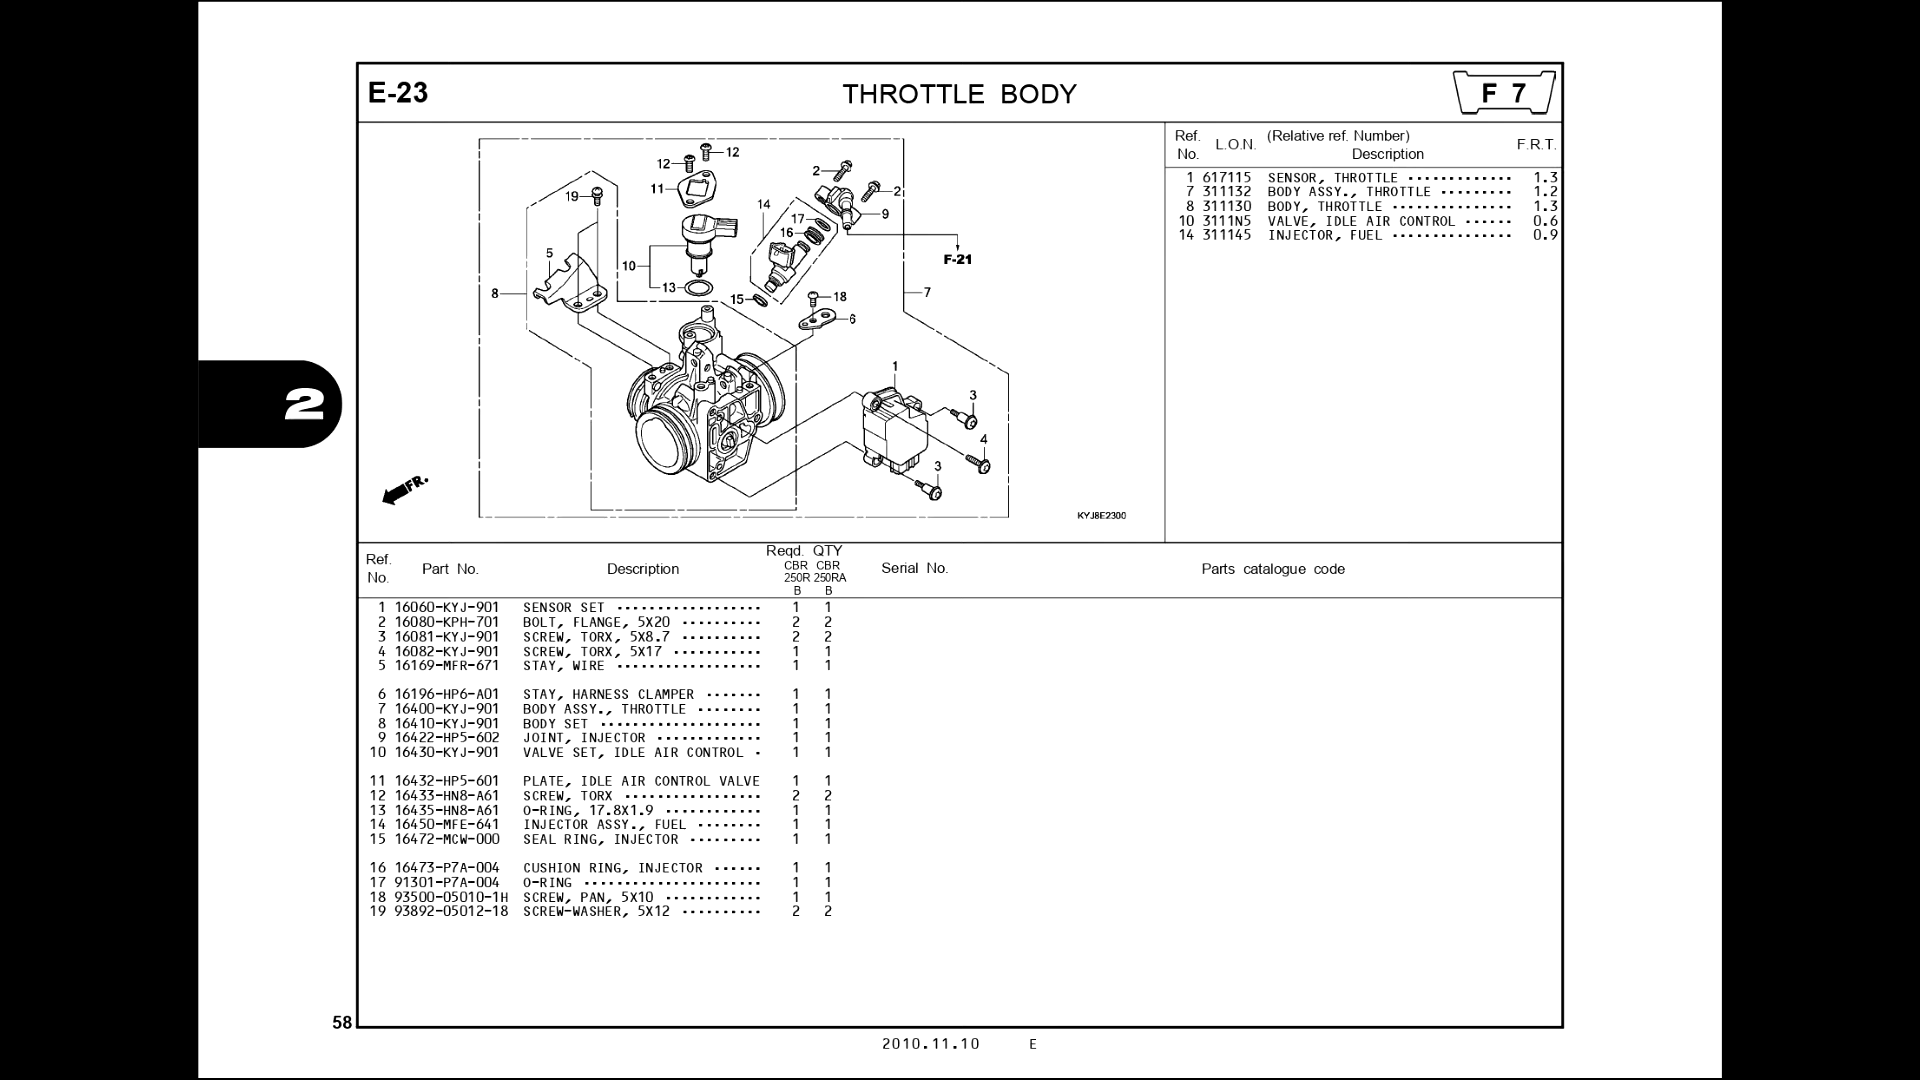 E-23 THROTTLE BODY F 7
12
12
11
19
2
2
14
17
9
16
5
F-21
10
13
8
15
18
7
6
1
3
4
3
FR.
KYJ8E2300
Ref. No. L.O.N. (Relative ref. Number) Description F.R.T.
1 617115 SENSOR, THROTTLE ············· 1.3
7 311132 BODY ASSY., THROTTLE ········· 1.2
8 311130 BODY, THROTTLE ··············· 1.3
10 3111N5 VALVE, IDLE AIR CONTROL ······ 0.6
14 311145 INJECTOR, FUEL ··············· 0.9
2
Ref. No. Part No. Description Reqd. QTY Serial No. Parts catalogue code
CBR CBR
250R 250RA
B B
1 16060-KYJ-901 SENSOR SET ·················· 1 1
2 16080-KPH-701 BOLT, FLANGE, 5X20 ·········· 2 2
3 16081-KYJ-901 SCREW, TORX, 5X8.7 ·········· 2 2
4 16082-KYJ-901 SCREW, TORX, 5X17 ··········· 1 1
5 16169-MFR-671 STAY, WIRE ·················· 1 1
6 16196-HP6-A01 STAY, HARNESS CLAMPER ······· 1 1
7 16400-KYJ-901 BODY ASSY., THROTTLE ········ 1 1
8 16410-KYJ-901 BODY SET ···················· 1 1
9 16422-HP5-602 JOINT, INJECTOR ············· 1 1
10 16430-KYJ-901 VALVE SET, IDLE AIR CONTROL · 1 1
11 16432-HP5-601 PLATE, IDLE AIR CONTROL VALVE 1 1
12 16433-HN8-A61 SCREW, TORX ················· 2 2
13 16435-HN8-A61 O-RING, 17.8X1.9 ············ 1 1
14 16450-MFE-641 INJECTOR ASSY., FUEL ········ 1 1
15 16472-MCW-000 SEAL RING, INJECTOR ········· 1 1
16 16473-P7A-004 CUSHION RING, INJECTOR ······ 1 1
17 91301-P7A-004 O-RING ······················ 1 1
18 93500-05010-1H SCREW, PAN, 5X10 ············ 1 1
19 93892-05012-18 SCREW-WASHER, 5X12 ·········· 2 2
58
2010.11.10 E